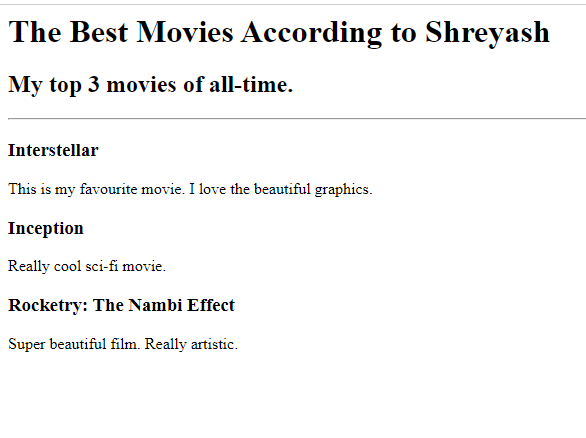 The Best Movies According to Shreyash
My top 3 movies of all-time.
Interstellar
This is my favourite movie. I love the beautiful graphics.
Inception
Really cool sci-fi movie.
Rocketry: The Nambi Effect
Super beautiful film. Really artistic.